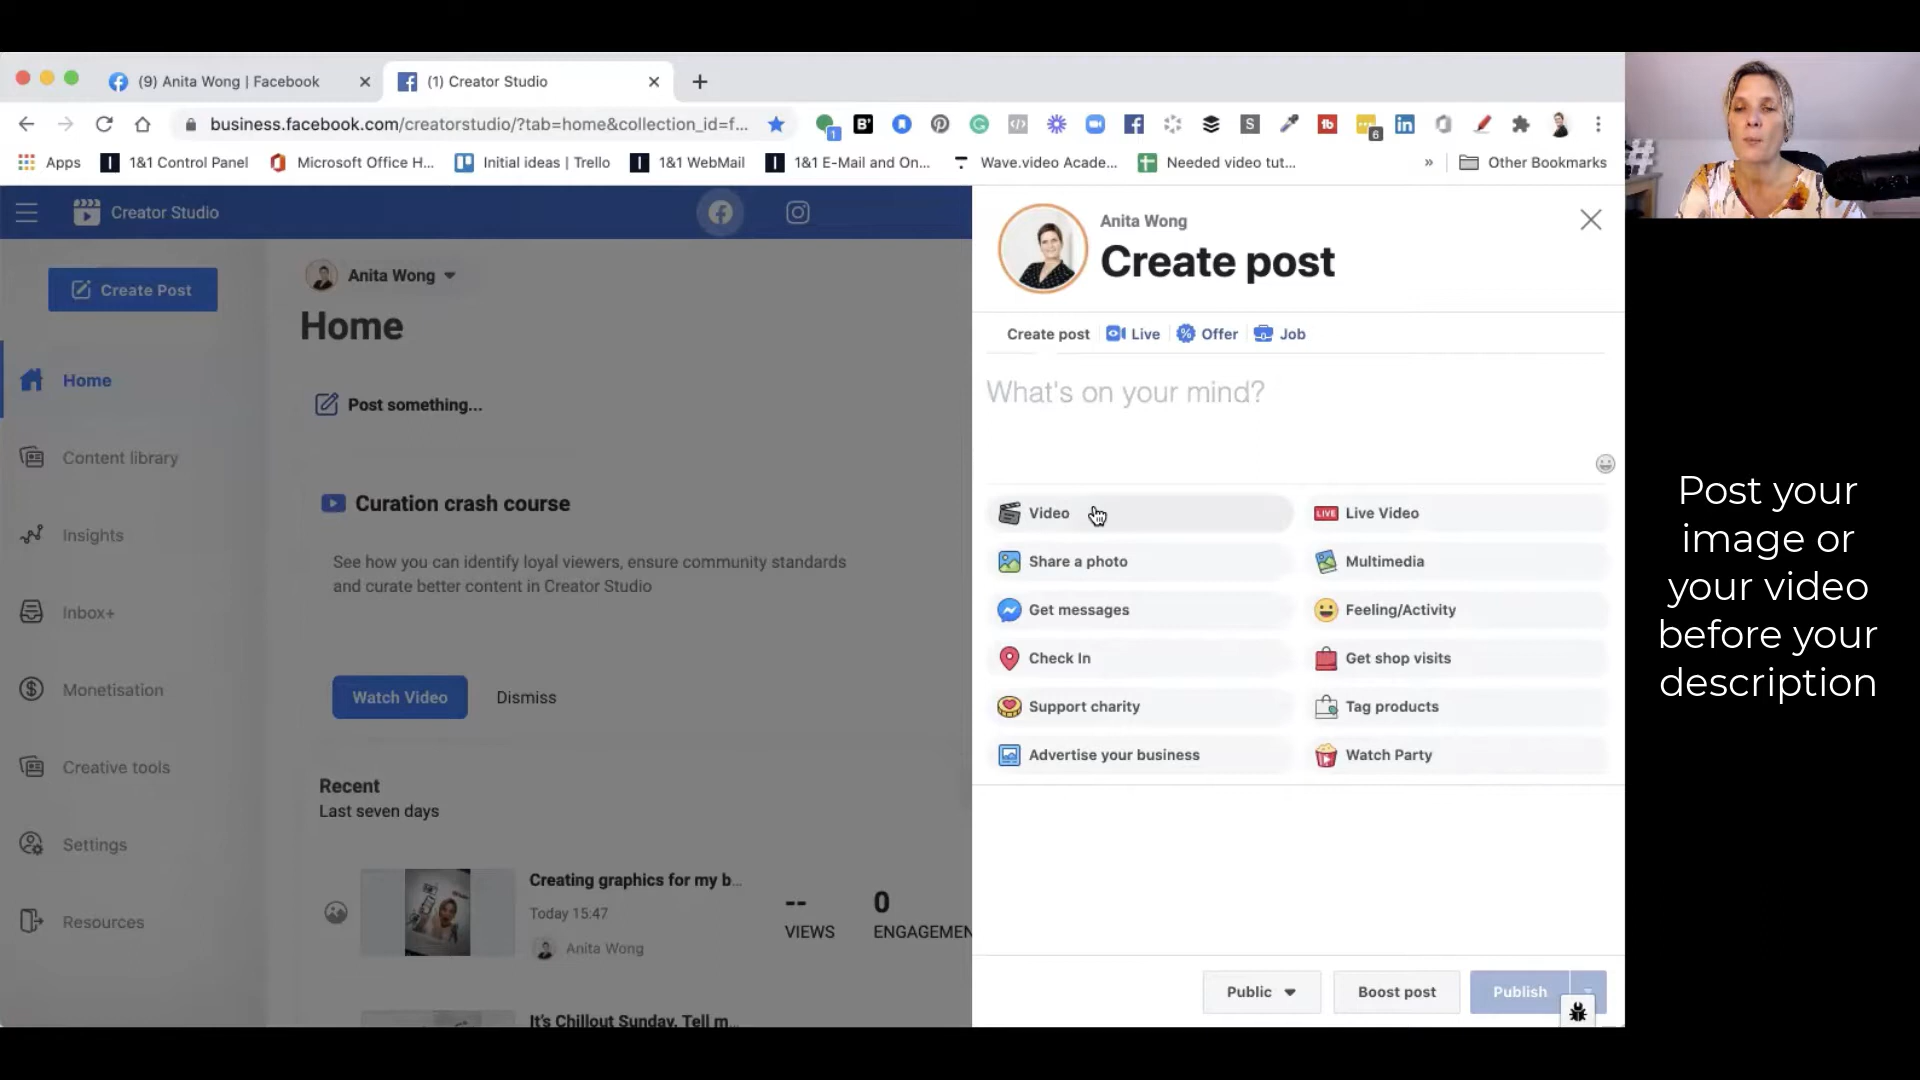 (9) Anita Wong | Facebook
(1) Creator Studio
business.facebook.com/creatorstudio/?tab=home&collection_id=f...
1
B'
S
tb
6
in
Apps
1&1 Control Panel
Microsoft Office H...
Initial ideas | Trello
1&1 WebMail
1&1 E-Mail and On...
Wave.video Acade...
Needed video tut...
»
Other Bookmarks
Creator Studio
Create Post
Home
Content library
Insights
Inbox+
Monetisation
Creative tools
Settings
Resources
Anita Wong
Home
Post something...
Curation crash course
See how you can identify loyal viewers, ensure community standards
and curate better content in Creator Studio
Watch Video
Dismiss
Recent
Last seven days
Creating graphics for my b...
Today 15:47
Anita Wong
--
VIEWS
0
ENGAGEMEN
It's Chillout Sunday. Tell m...
Anita Wong
Create post
Create post
Live
Offer
Job
What's on your mind?
Video
LIVE
Live Video
Share a photo
Multimedia
Get messages
Feeling/Activity
Check In
Get shop visits
Support charity
Tag products
Advertise your business
Watch Party
Public
Boost post
Publish
Post your
image or
your video
before your
description